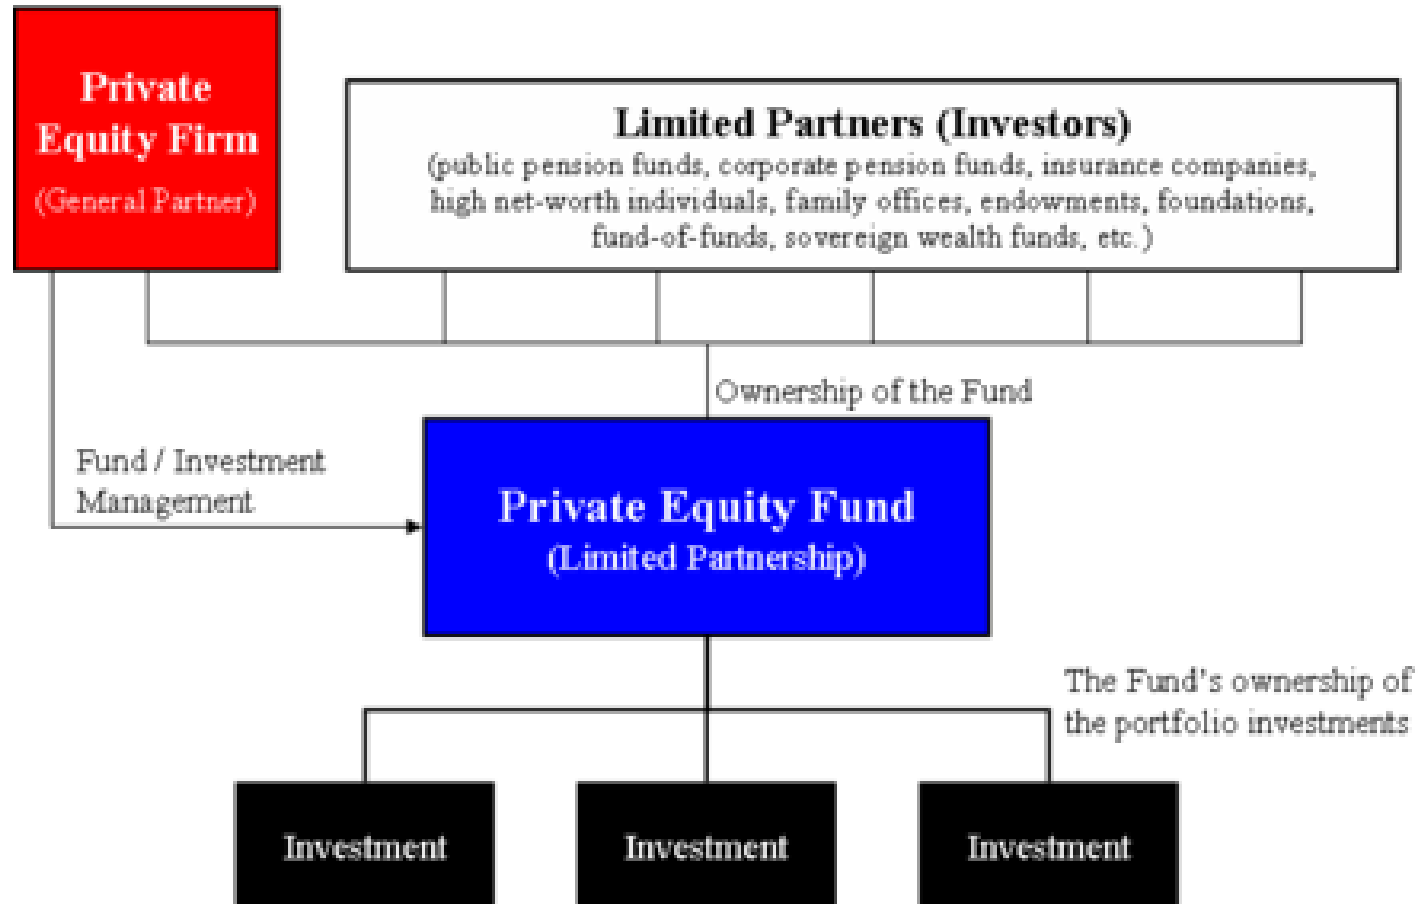 Private
Equity Firm
(General Partner)
Limited Partners (Investors)
(public pension funds, corporate pension funds, insurance companies,
high net-worth individuals, family offices, endowments, foundations,
fund-of-funds, sovereign wealth funds, etc.)
Ownership of the Fund
Fund / Investment
Management
Private Equity Fund
(Limited Partnership)
The Fund's ownership of
the portfolio investments
Investment
Investment
Investment